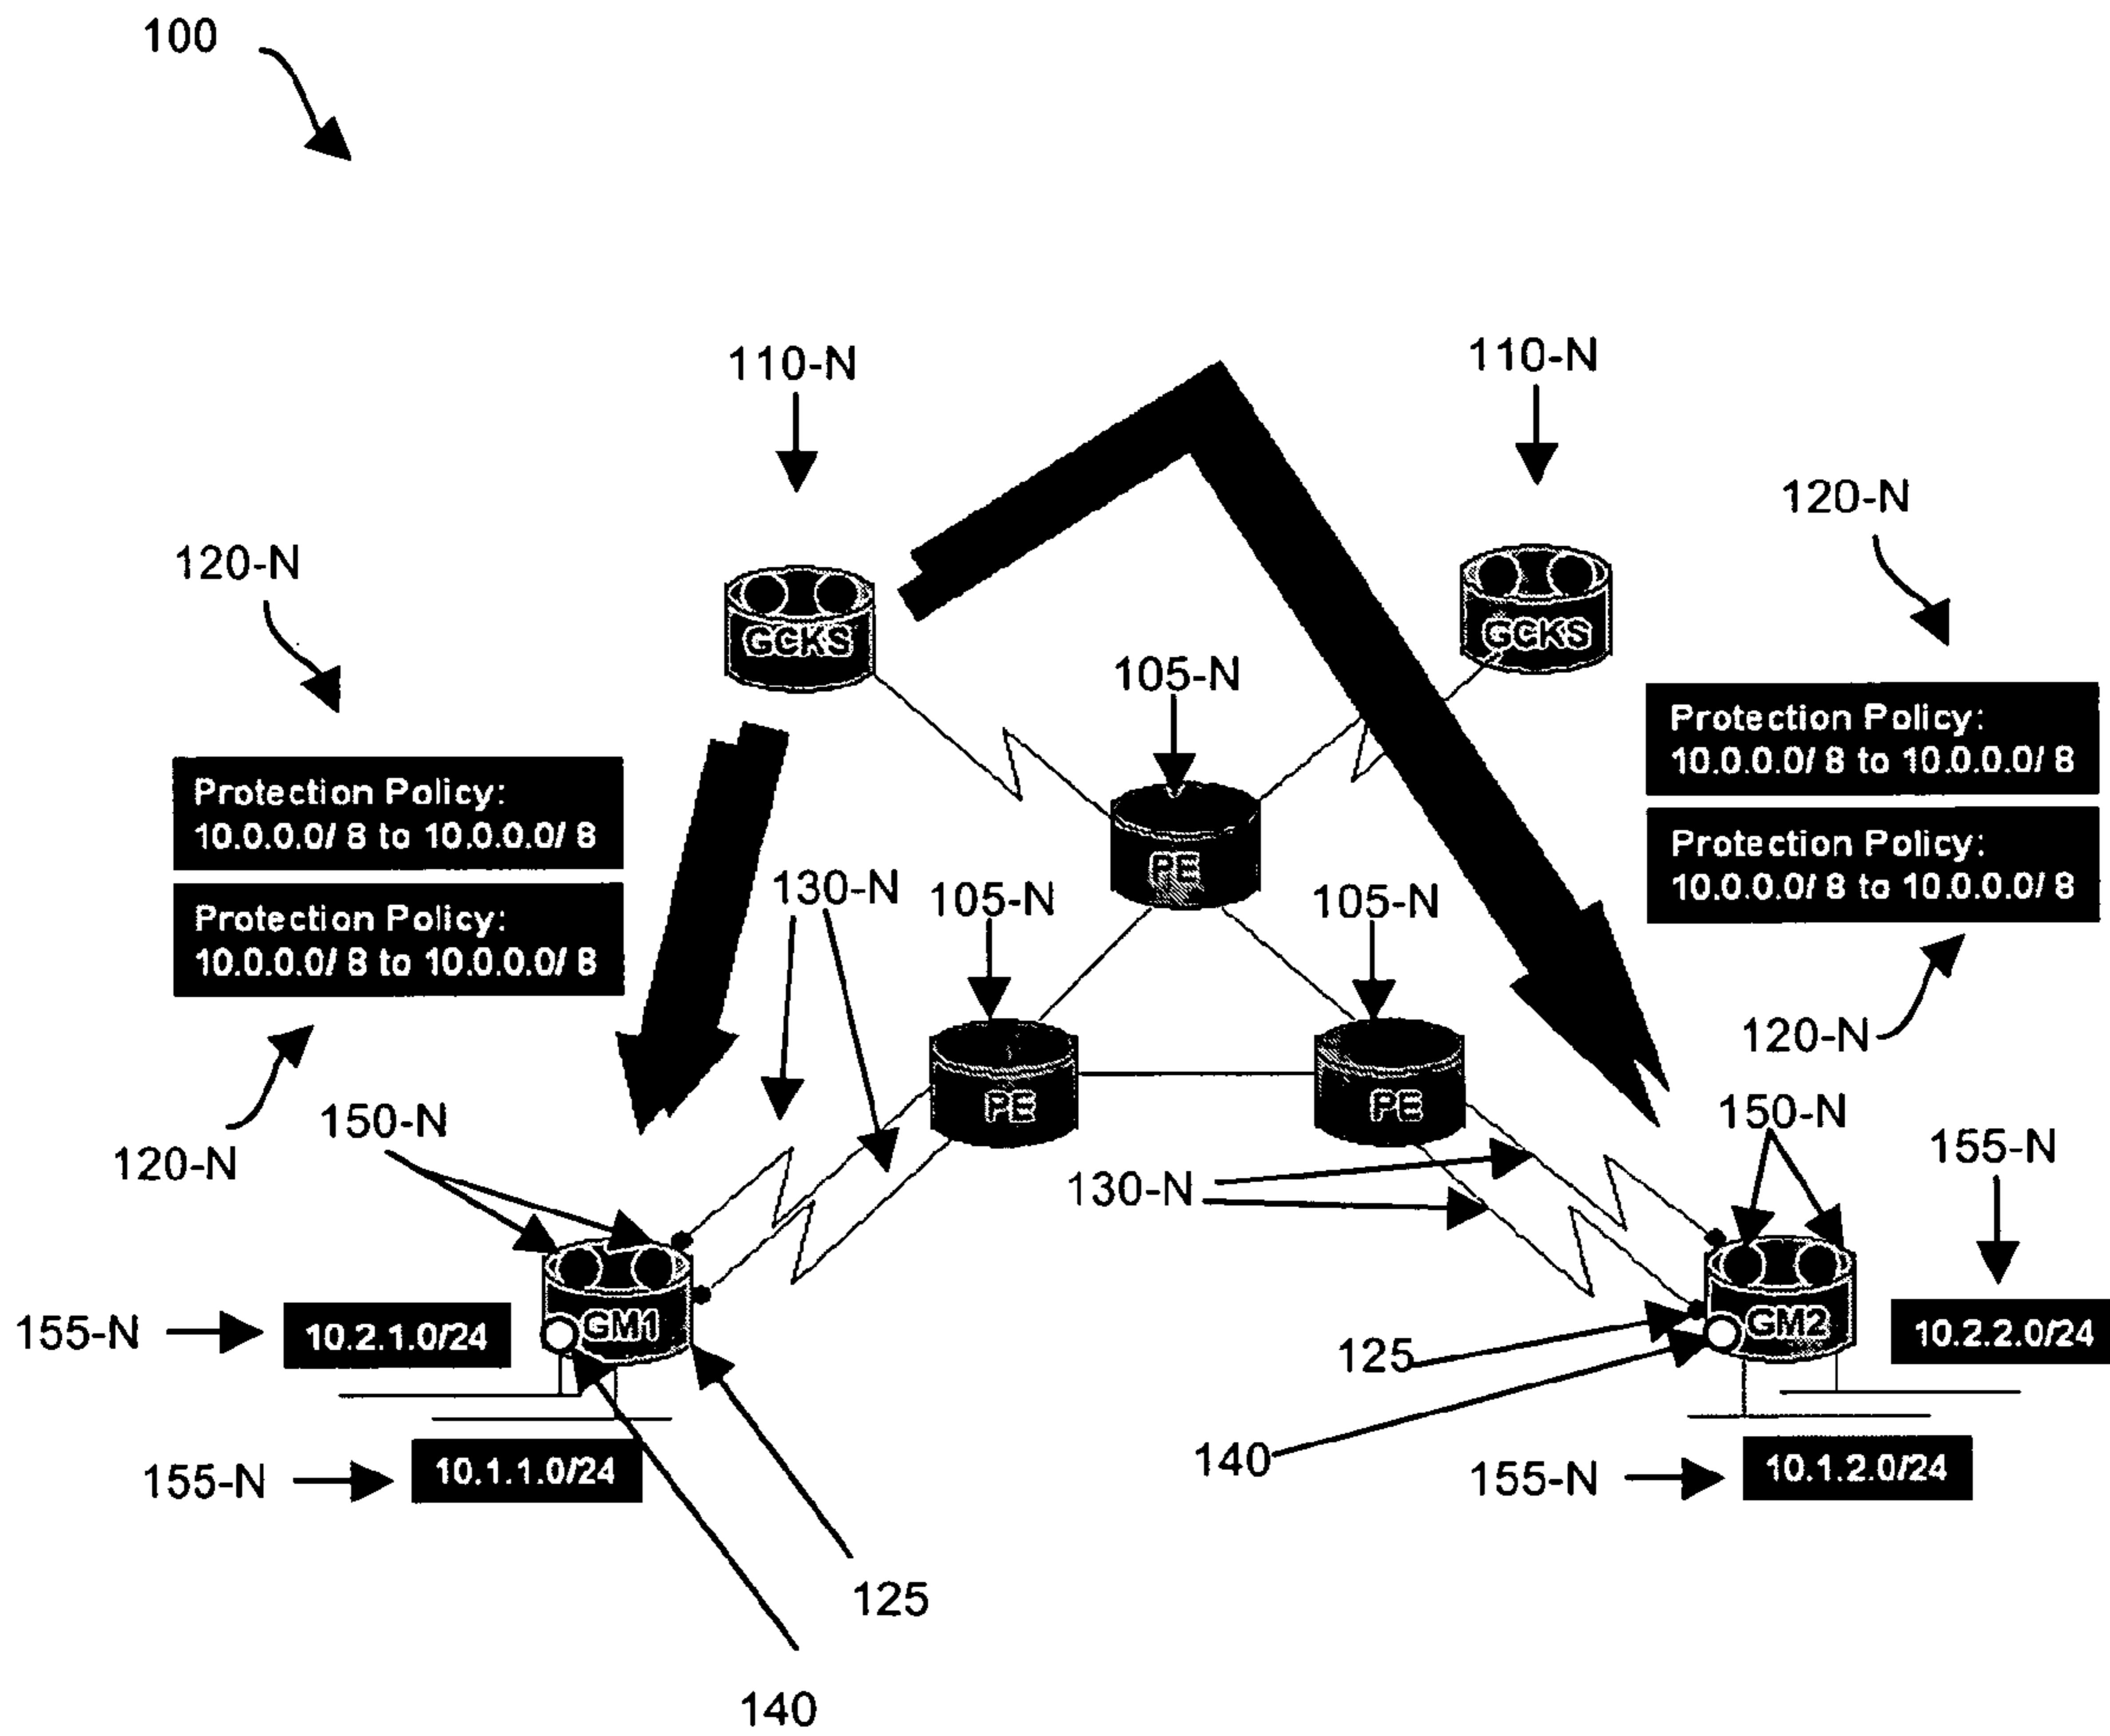 100
110-N
110-N
120-N
120-N
GCKS
GCKS
105-N
Protection Policy:
10.0.0.0/ 8 to 10.0.0.0/ 8
Protection Policy:
10.0.0.0/ 8 to 10.0.0.0/ 8
Protection Policy:
10.0.0.0/ 8 to 10.0.0.0/ 8
Protection Policy:
10.0.0.0/ 8 to 10.0.0.0/ 8
PE
130-N
105-N
105-N
120-N
PE
PE
150-N
150-N
120-N
155-N
130-N
155-N
10.2.1.0/24
GM1
GM2
10.2.2.0/24
125
155-N
10.1.1.0/24
140
155-N
10.1.2.0/24
125
140